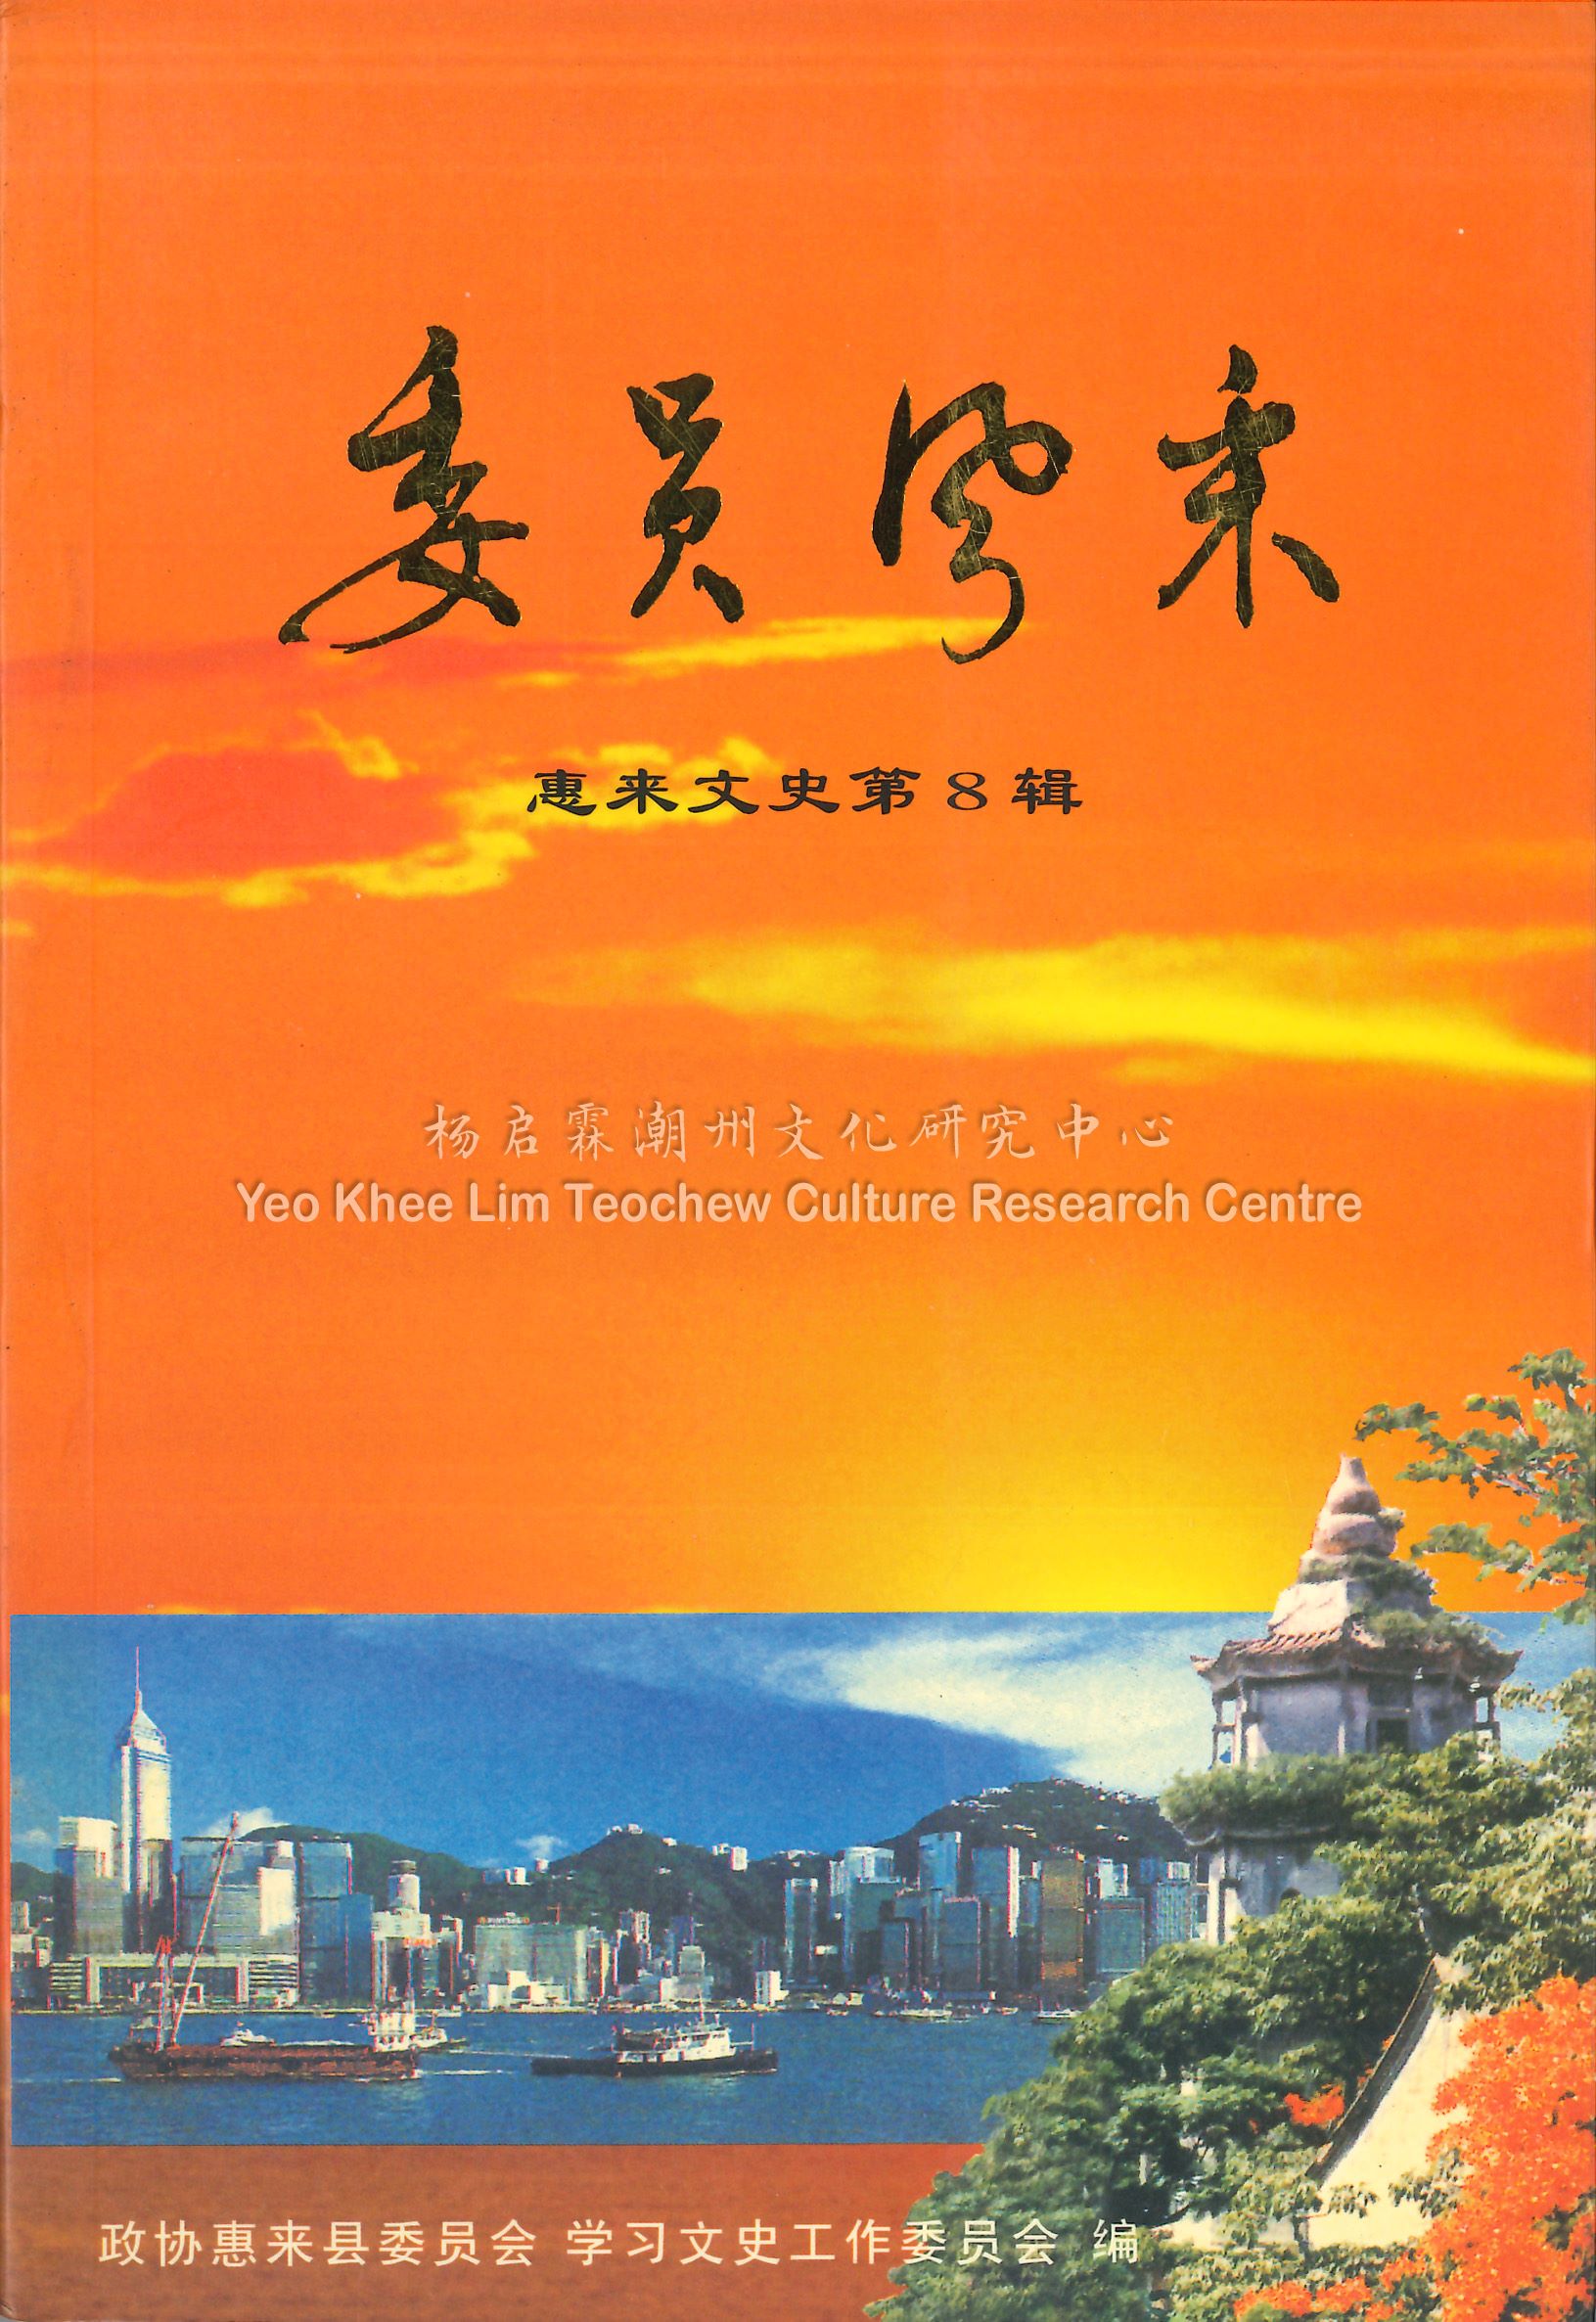 委员风采
惠来文史第8辑
杨启霖潮州文化研究中心
Yeo Khee Lim Teochew Culture Research Centre
政协惠来县委员会 学习文史工作委员会 编